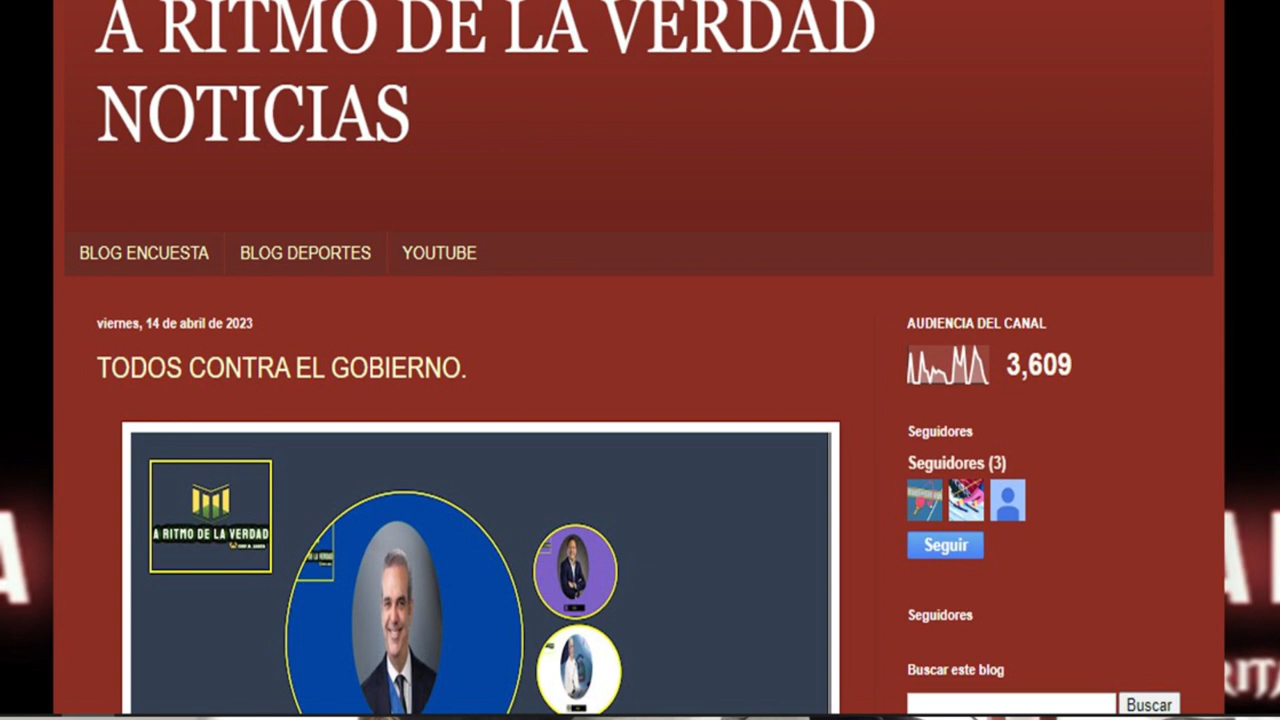 A RITMO DE LA VERDAD
NOTICIAS
BLOG ENCUESTA
BLOG DEPORTES
YOUTUBE
viernes, 14 de abril de 2023
TODOS CONTRA EL GOBIERNO.
A RITMO DE LA VERDAD
AUDIENCIA DEL CANAL
3,609
Seguidores
Seguidores (3)
Seguir
Seguidores
Buscar este blog
Buscar